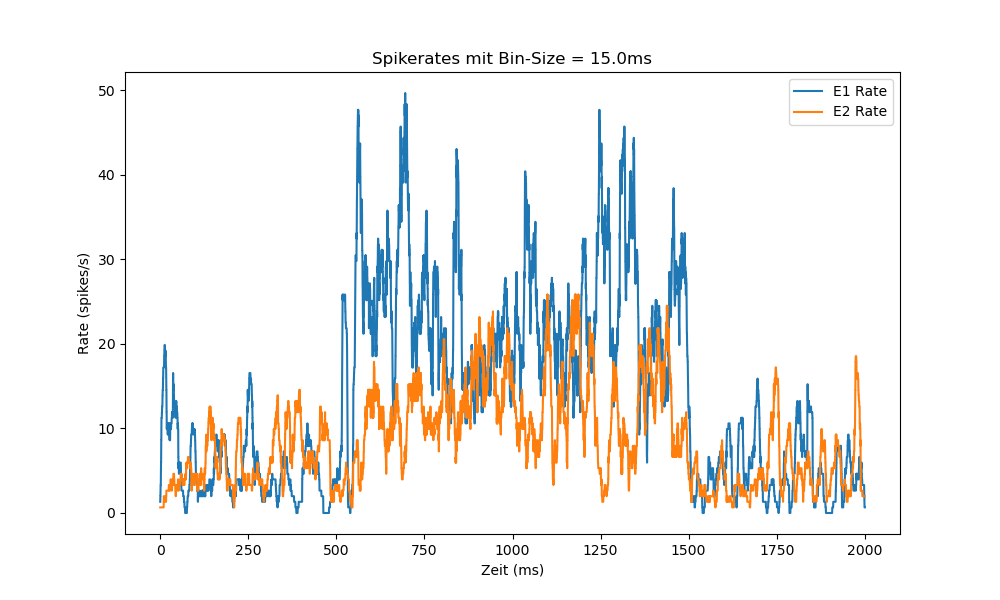 Spikerates mit Bin-Size = 15.0ms
E1 Rate
E2 Rate
50
40
30
20
10
0
Rate (spikes/s)
0 250 500 750 1000 1250 1500 1750 2000
Zeit (ms)